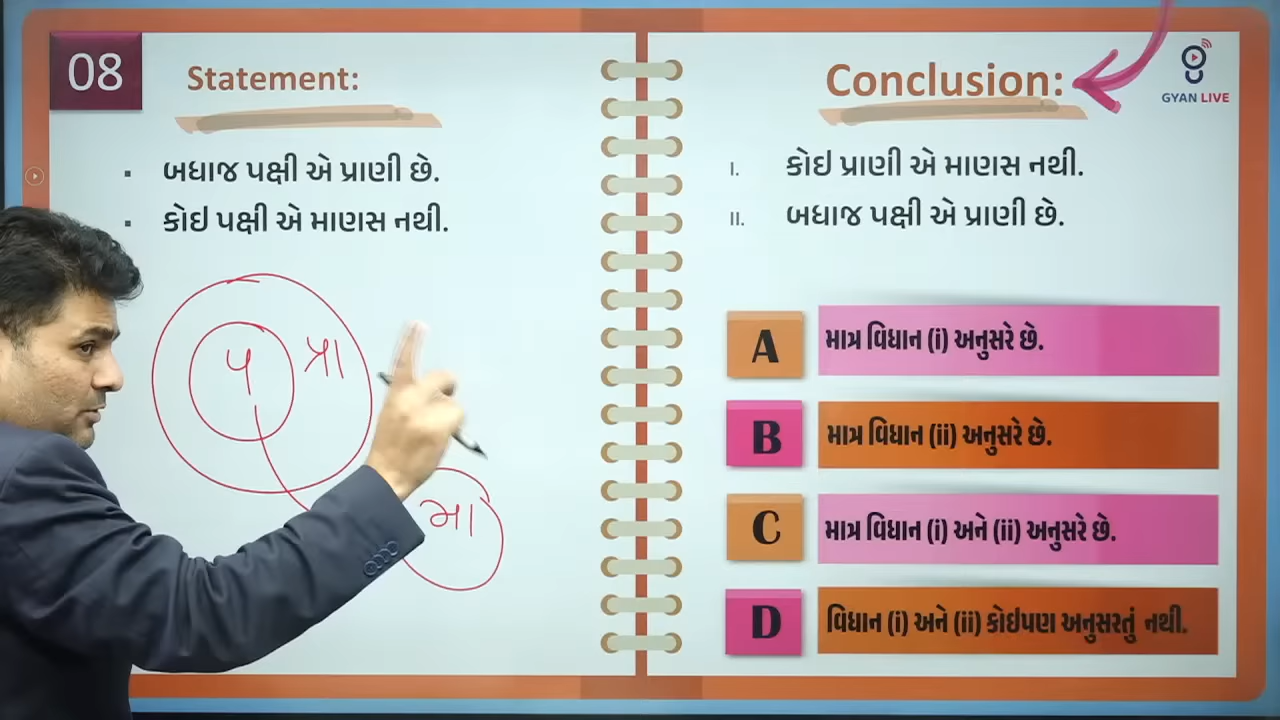 08
Statement:
બધાજ પક્ષી એ પ્રાણી છે.
કોઇ પક્ષી એ માણસ નથી.
પ
પ્રા
મા
Conclusion:
GYAN LIVE
I. કોઇ પ્રાણી એ માણસ નથી.
II. બધાજ પક્ષી એ પ્રાણી છે.
A માત્ર વિધાન (i) અનુસરે છે.
B માત્ર વિધાન (ii) અનુસરે છે.
C માત્ર વિધાન (i) અને (ii) અનુસરે છે.
D વિધાન (i) અને (ii) કોઇપણ અનુસરતું નથી.